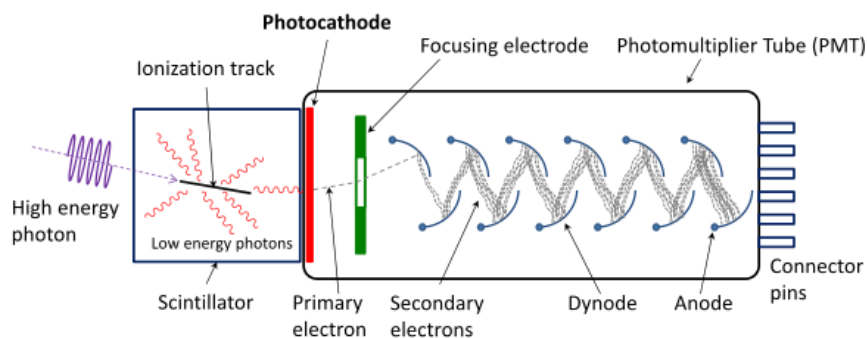 Photocathode
Focusing electrode
Photomultiplier Tube (PMT)
Ionization track
High energy
photon
Low energy photons
Scintillator
Primary
electron
Secondary
electrons
Dynode
Anode
Connector
pins